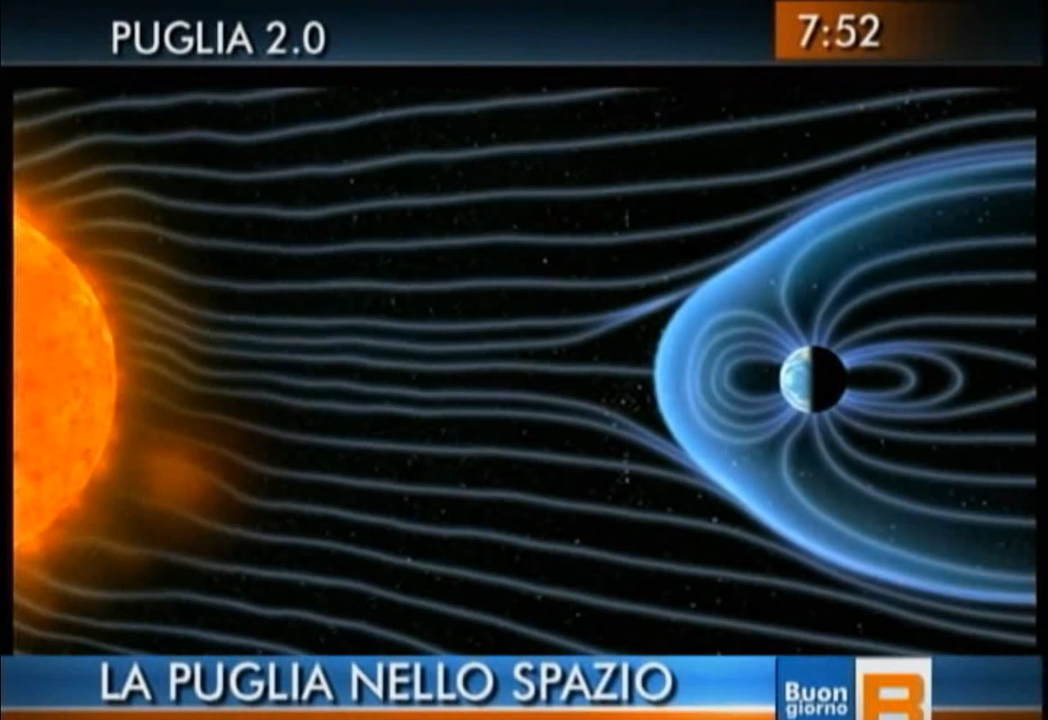 PUGLIA 2.0
7:52
LA PUGLIA NELLO SPAZIO
Buon
giorno
R